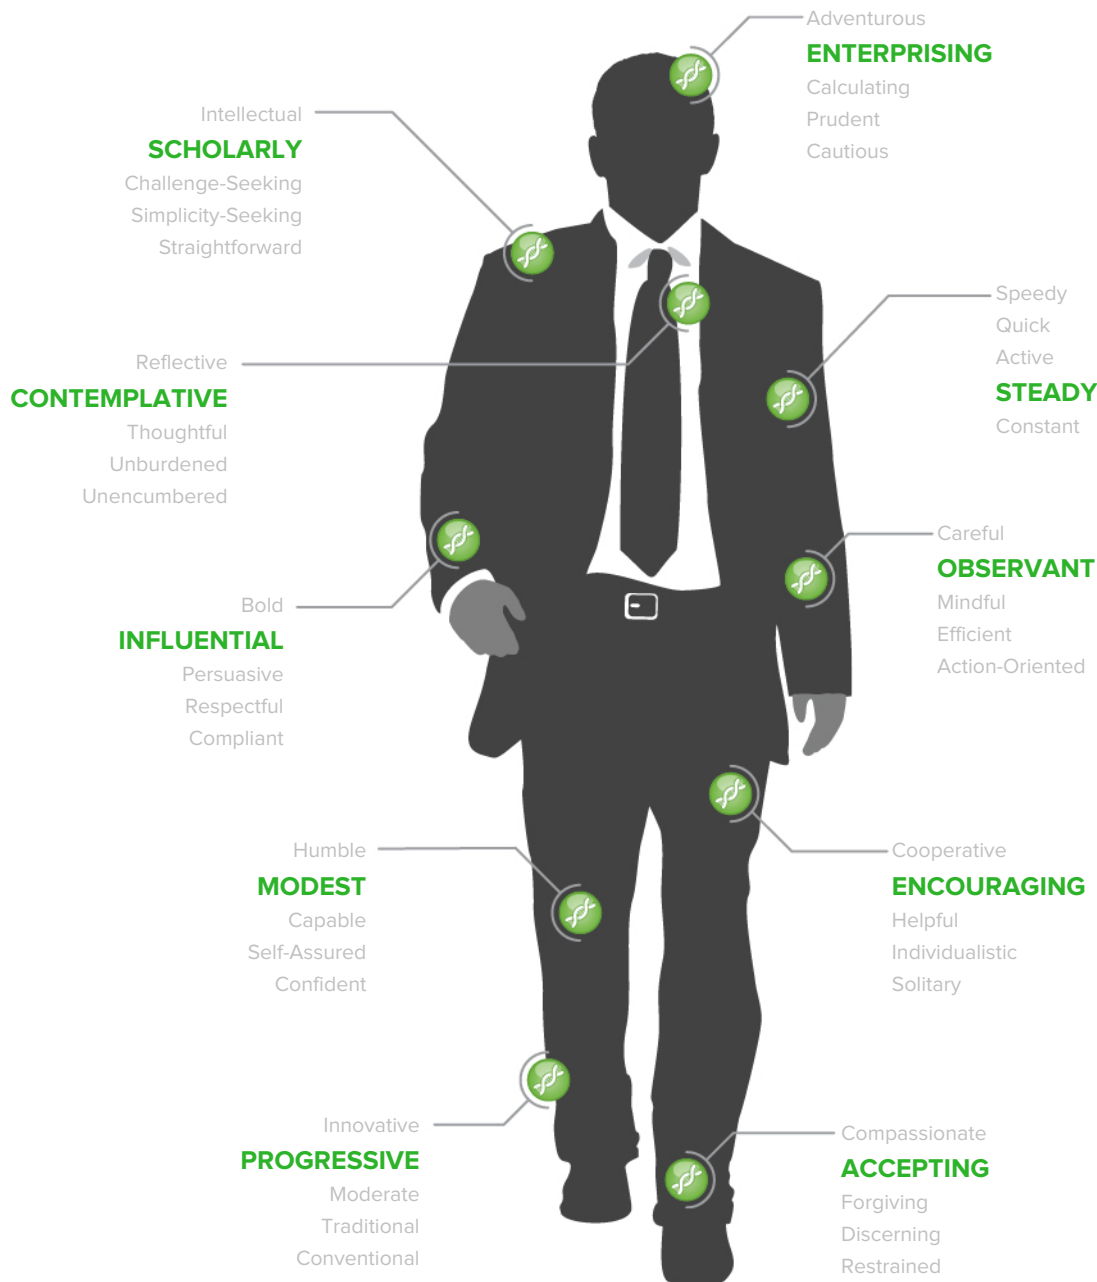 Adventurous
ENTERPRISING
Calculating
Prudent
Cautious
Intellectual
SCHOLARLY
Challenge-Seeking
Simplicity-Seeking
Straightforward
Speedy
Quick
Active
STEADY
Constant
Reflective
CONTEMPLATIVE
Thoughtful
Unburdened
Unencumbered
Careful
OBSERVANT
Mindful
Efficient
Action-Oriented
Bold
INFLUENTIAL
Persuasive
Respectful
Compliant
Humble
MODEST
Capable
Self-Assured
Confident
Cooperative
ENCOURAGING
Helpful
Individualistic
Solitary
Innovative
PROGRESSIVE
Moderate
Traditional
Conventional
Compassionate
ACCEPTING
Forgiving
Discerning
Restrained